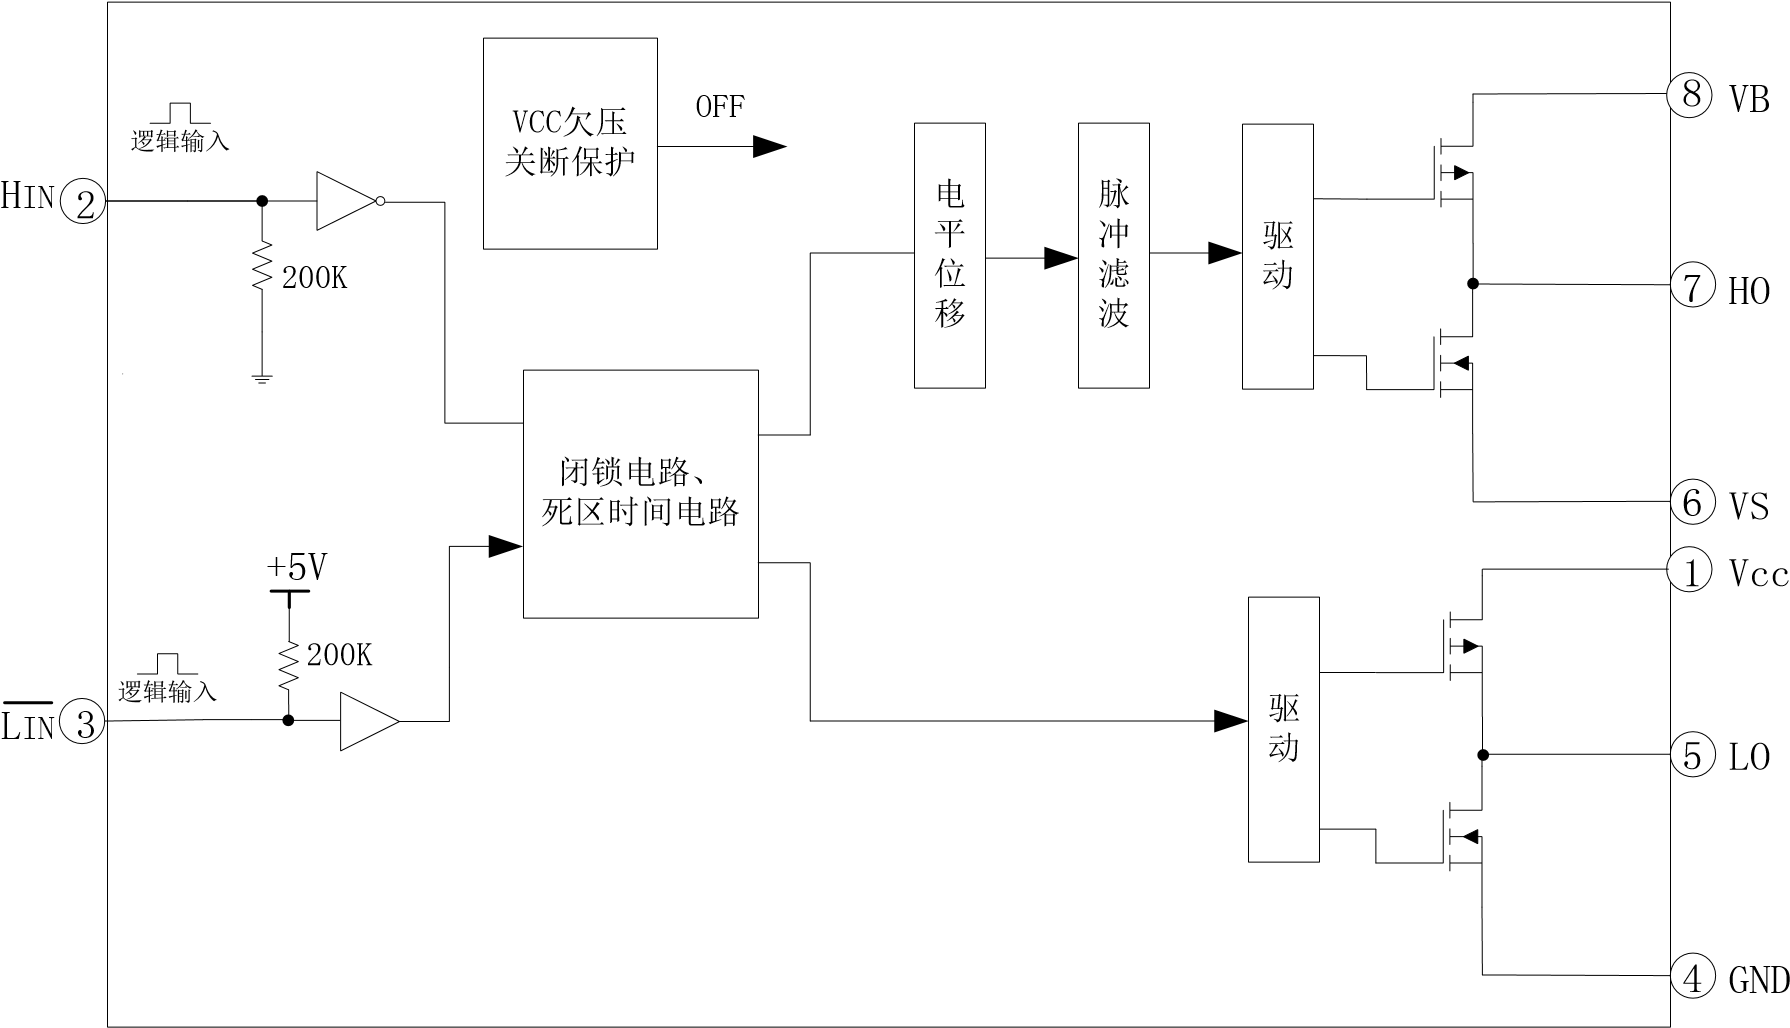 逻辑输入
HIN
②
200K
VCC欠压
关断保护
OFF
闭锁电路、
死区时间电路
+5V
200K
逻辑输入
LIN
③
电平位移
脉冲滤波
驱动
驱动
⑧ VB
⑦ HO
⑥ VS
① Vcc
⑤ LO
④ GND